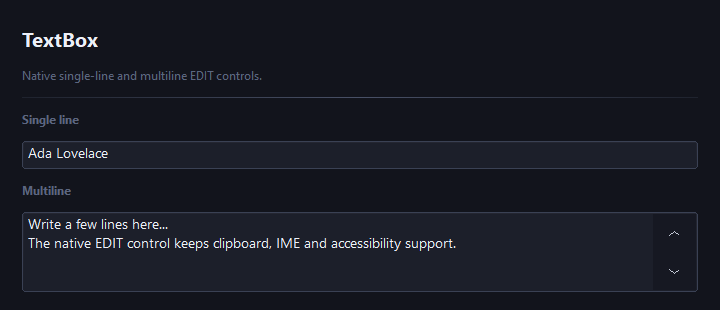 TextBox
Native single-line and multiline EDIT controls.
Single line
Ada Lovelace
Multiline
Write a few lines here...
The native EDIT control keeps clipboard, IME and accessibility support.